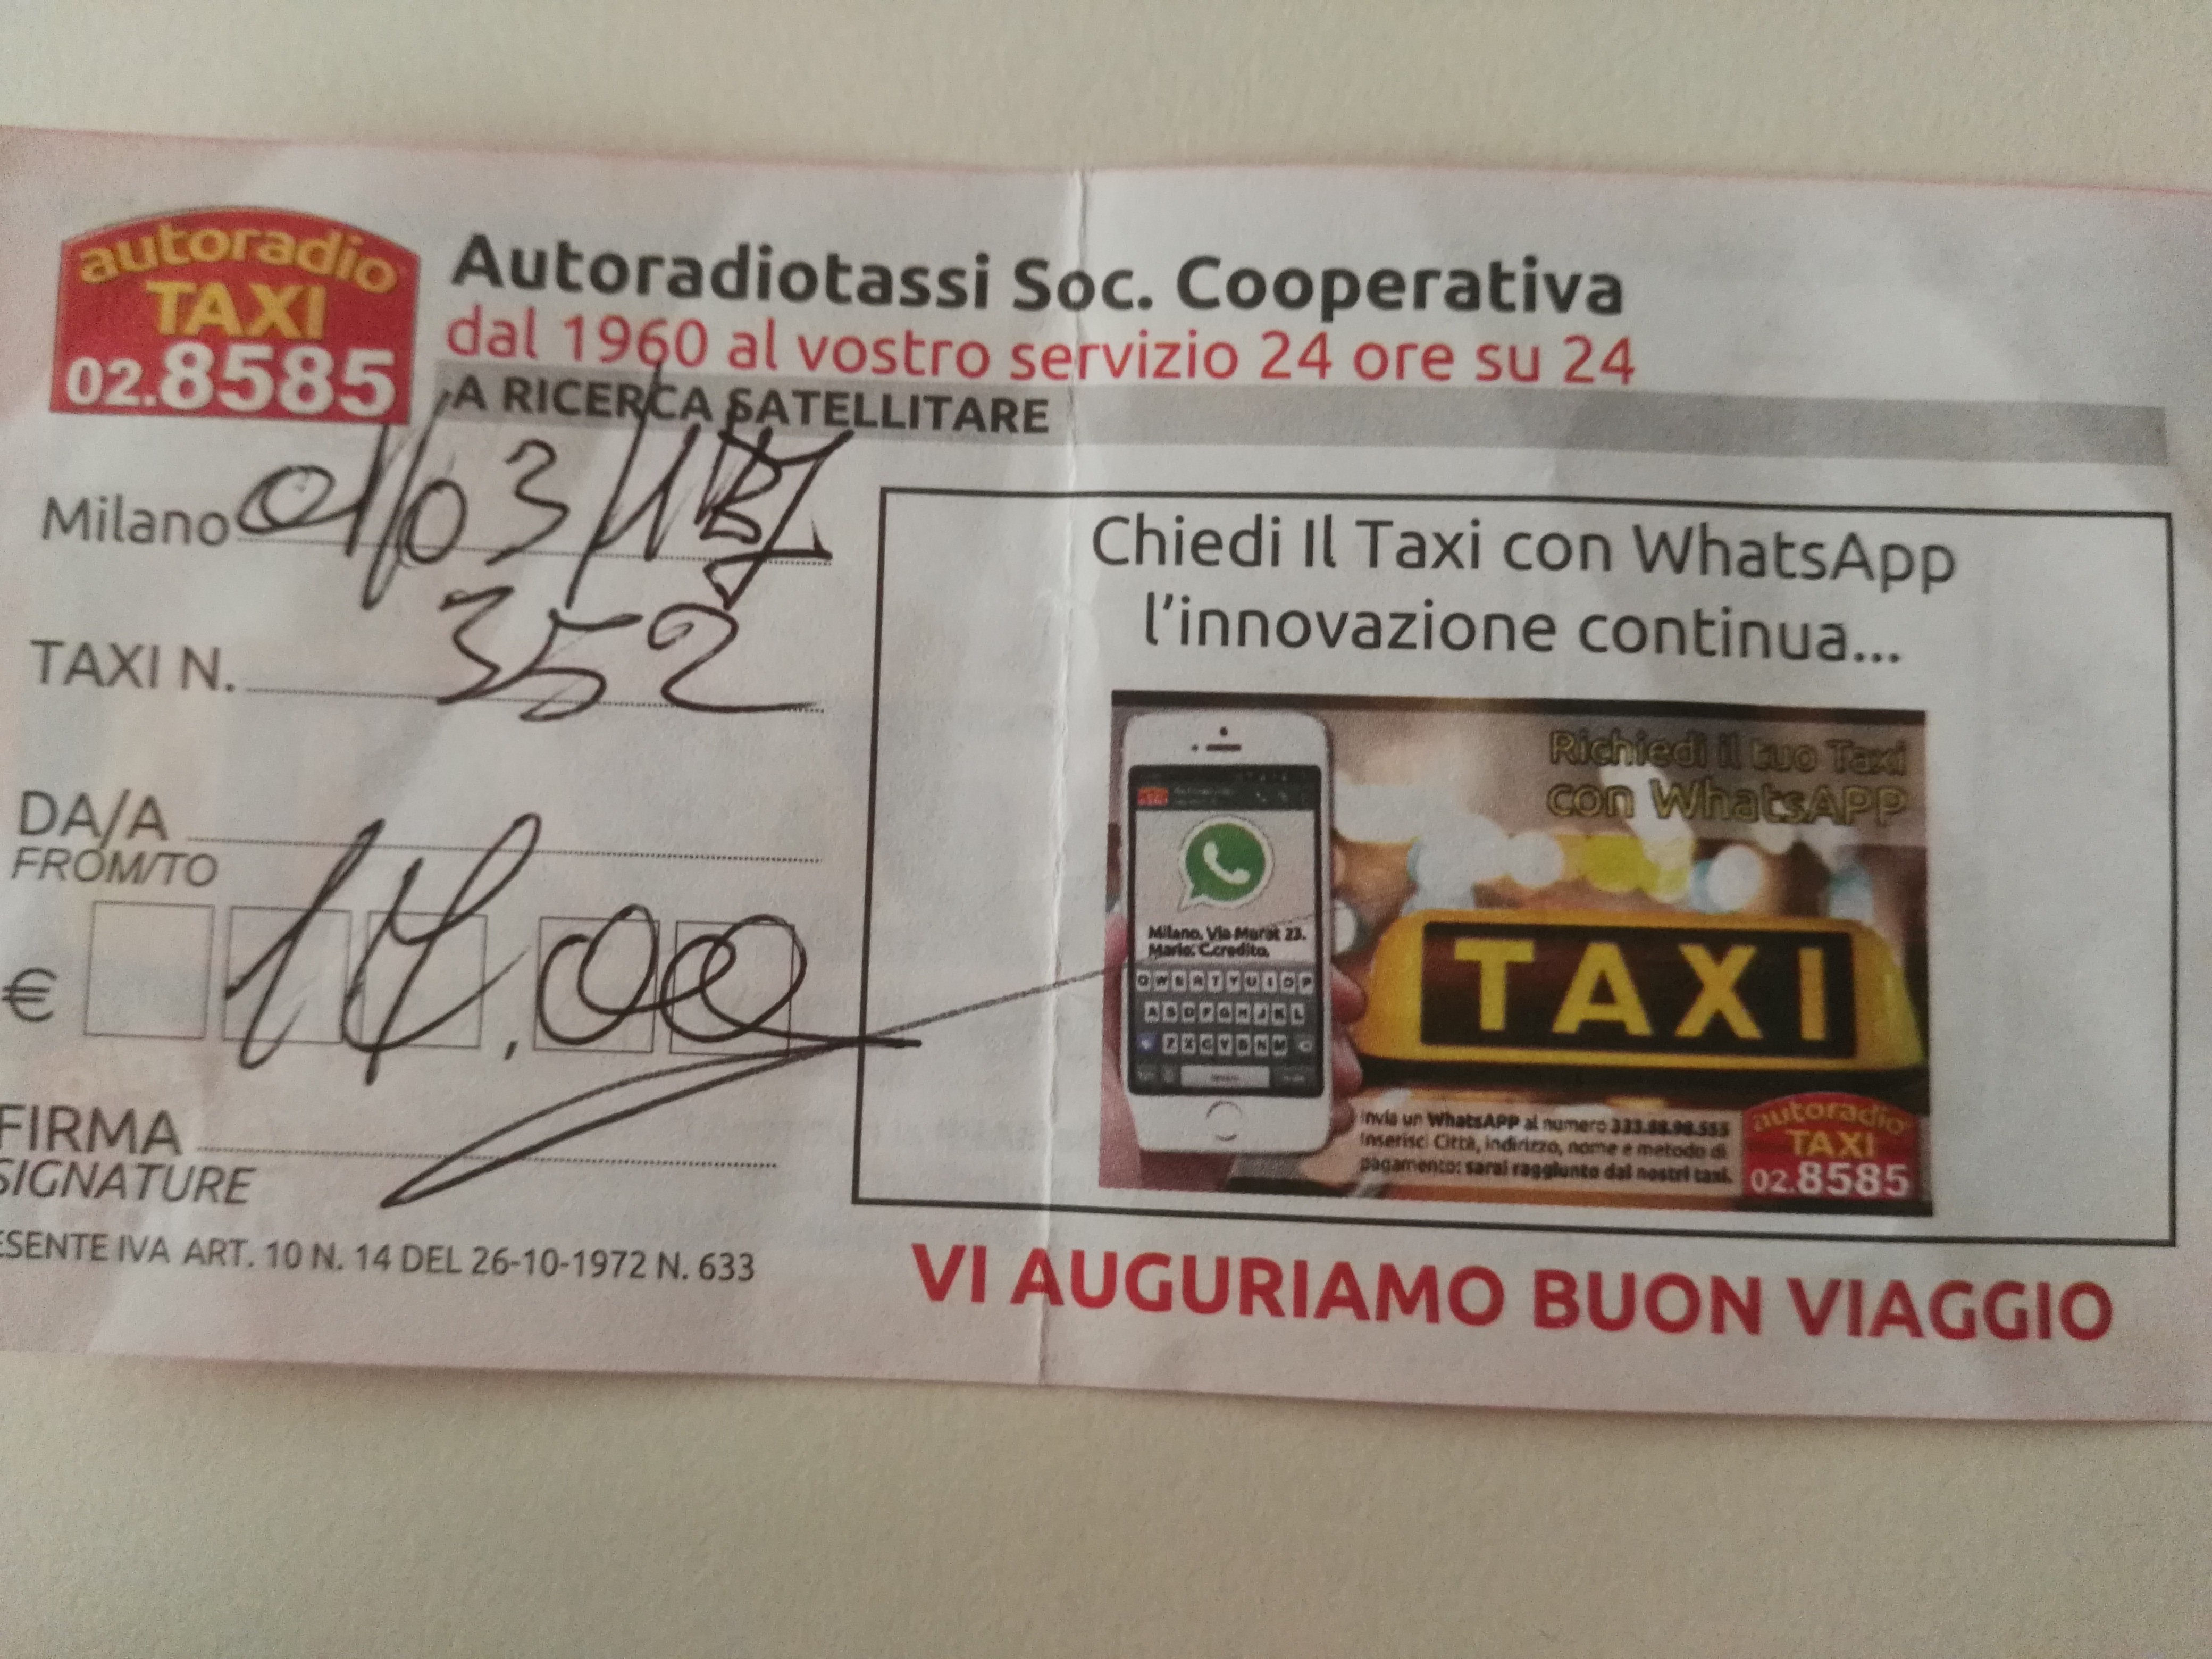 autoradio
TAXI
02.8585
Autoradiotassi Soc. Cooperativa
dal 1960 al vostro servizio 24 ore su 24
A RICERCA SATELLITARE
Milano 01/03/1
TAXI N. 352
DA/A
FROM/TO
€ 14,00
FIRMA
SIGNATURE
ESENTE IVA ART. 10 N. 14 DEL 26-10-1972 N. 633
Chiedi Il Taxi con WhatsApp
l'innovazione continua...
Richiedi il tuo Taxi
con WhatsAPP
Milano, Via Murat 23.
Mario: C.credito.
Q W E R T Y U I O P
A S D F G H J K L
Z X C V B N M
TAXI
Invia un WhatsAPP al numero 333.88.98.555
Inserisci Città, indirizzo, nome e metodo di
pagamento: sarai raggiunto dai nostri taxi.
autoradio
TAXI
02.8585
VI AUGURIAMO BUON VIAGGIO